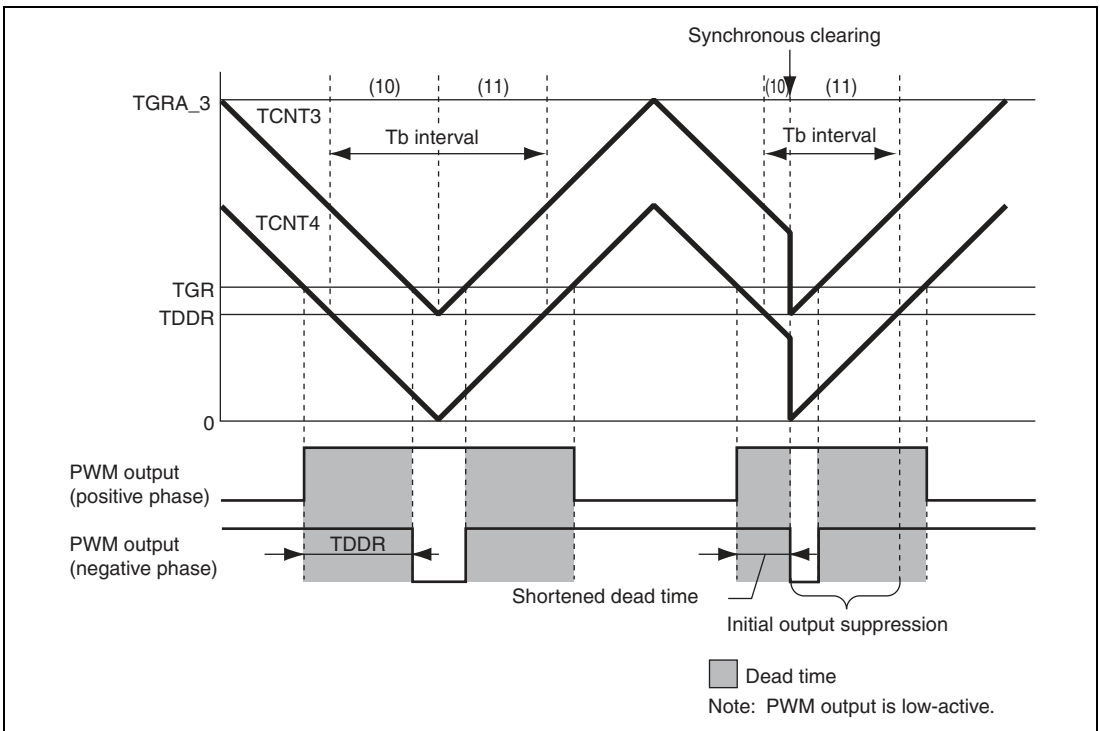 Synchronous clearing
(10)
(11)
(10)
(11)
TGRA_3
TCNT3
Tb interval
Tb interval
TCNT4
TGR
TDDR
0
PWM output
(positive phase)
PWM output
(negative phase)
TDDR
Shortened dead time
Initial output suppression
Dead time
Note: PWM output is low-active.